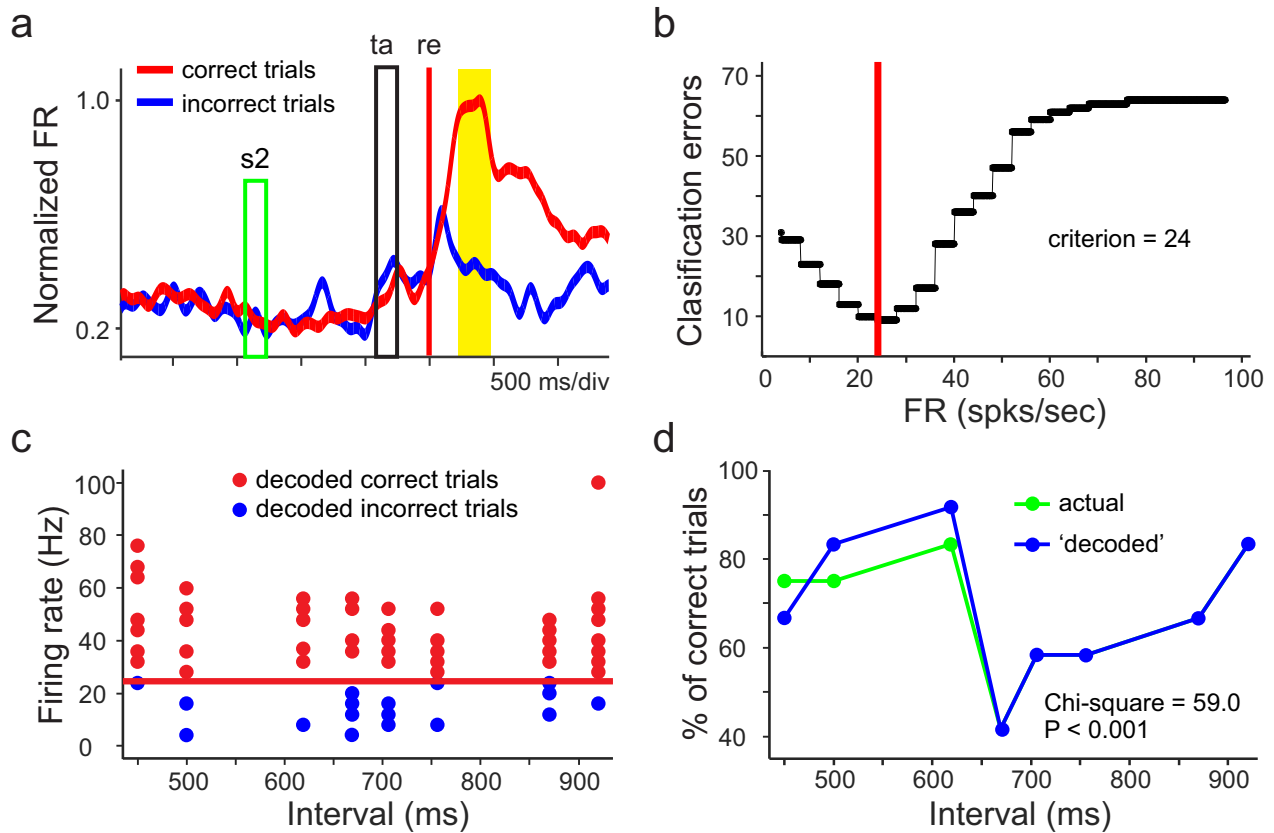 a
ta
re
correct trials
incorrect trials
s2
1.0
0.2
Normalized FR
500 ms/div
b
70
50
30
10
Clasification errors
criterion = 24
0
20
40
60
80
100
FR (spks/sec)
c
decoded correct trials
decoded incorrect trials
100
80
60
40
20
0
Firing rate (Hz)
500
600
700
800
900
Interval (ms)
d
100
80
60
40
% of correct trials
actual
‘decoded’
Chi-square = 59.0
P < 0.001
500
600
700
800
900
Interval (ms)